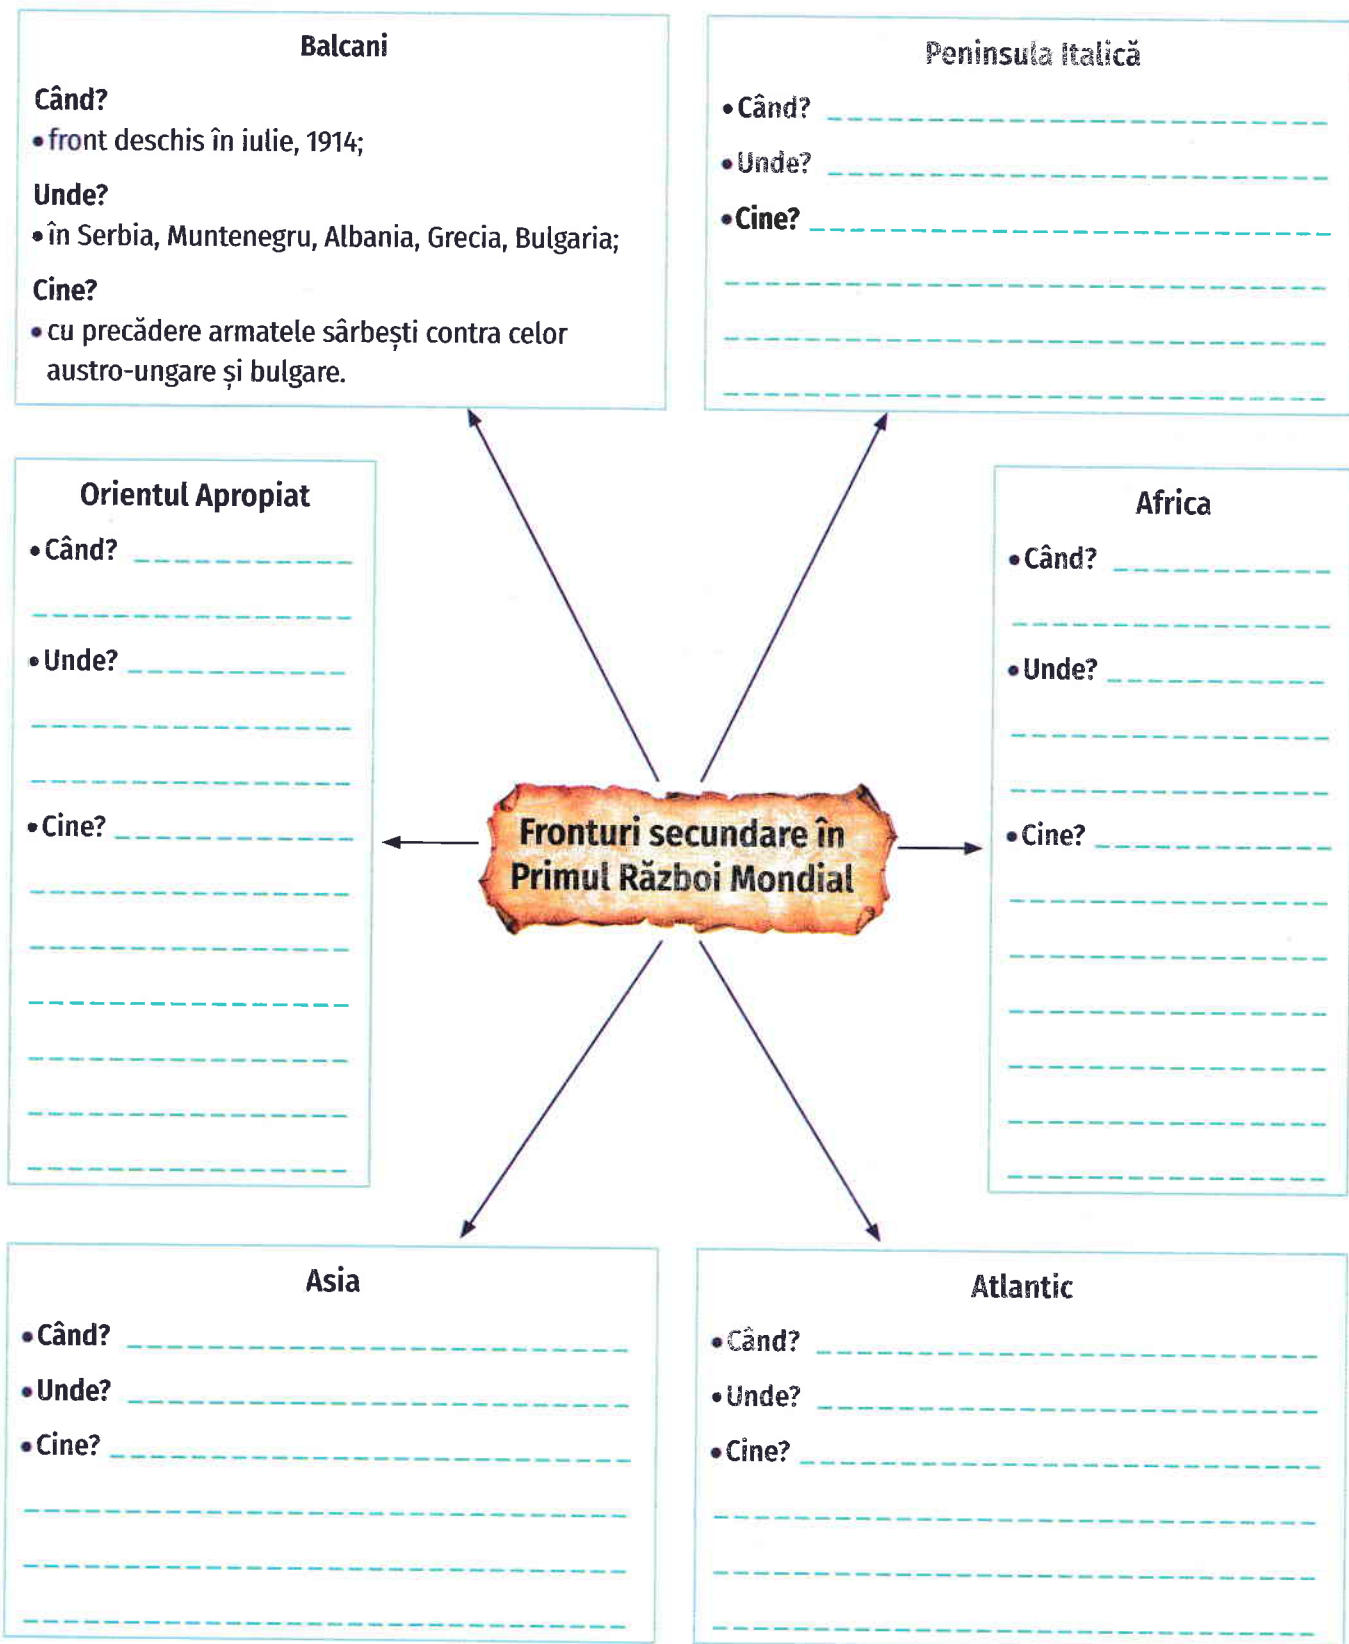 Balcani
Când?
• front deschis în iulie, 1914;
Unde?
• în Serbia, Muntenegru, Albania, Grecia, Bulgaria;
Cine?
• cu precădere armatele sârbești contra celor
austro-ungare și bulgare.
Peninsula Italică
• Când?
• Unde?
• Cine?
Orientul Apropiat
• Când?
• Unde?
• Cine?
Fronturi secundare în
Primul Război Mondial
Africa
• Când?
• Unde?
• Cine?
Asia
• Când?
• Unde?
• Cine?
Atlantic
• Când?
• Unde?
• Cine?